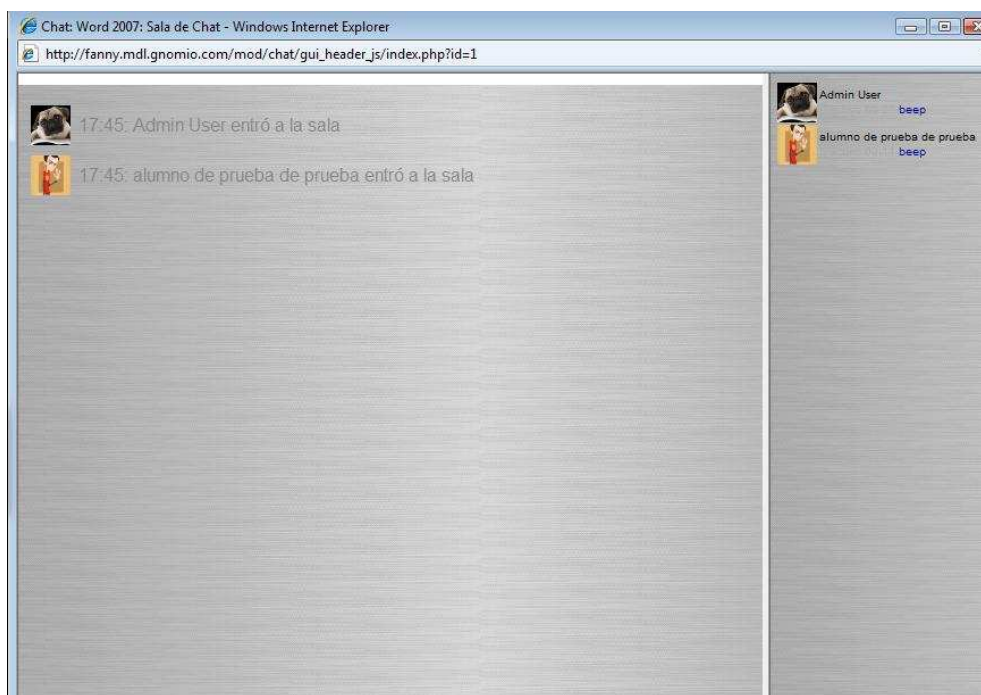 Chat: Word 2007: Sala de Chat - Windows Internet Explorer
http://fanny.mdl.gnomio.com/mod/chat/gui_header_js/index.php?id=1
17:45: Admin User entró a la sala
17:45: alumno de prueba de prueba entró a la sala
Admin User
beep
alumno de prueba de prueba
beep